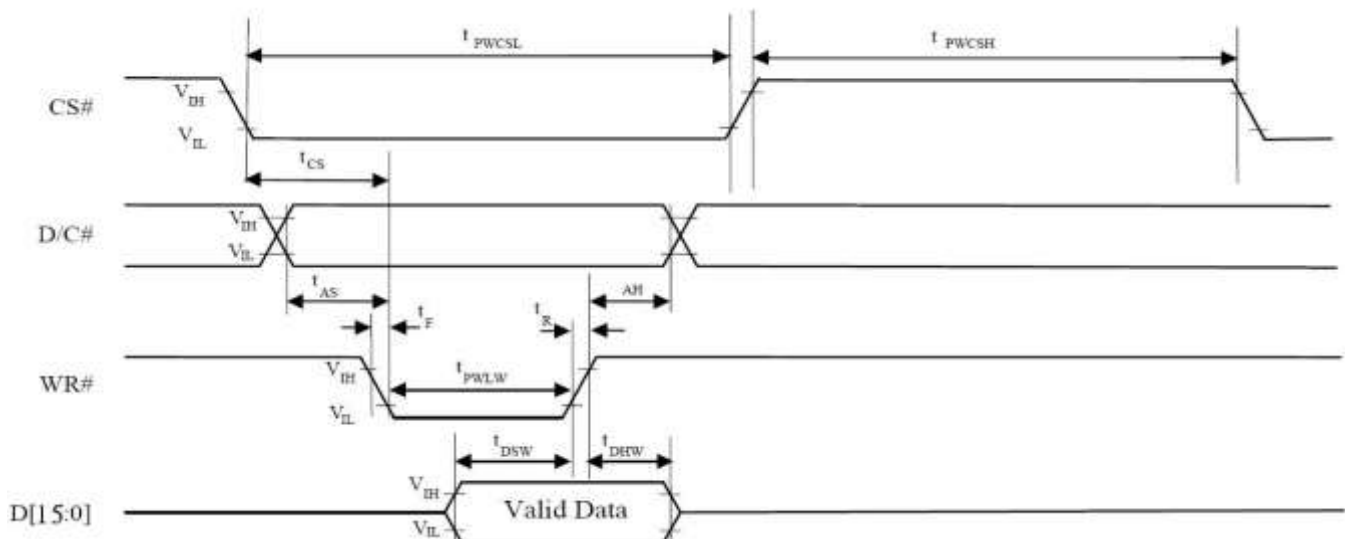 t PWCSL
t PWCSH
CS#
VIH
VIL
tCS
D/C#
VIH
VIL
tAS
tF
tR
AH
WR#
VIH
VIL
tPWLW
tDSW
tDHW
D[15:0]
VIH
VIL
Valid Data